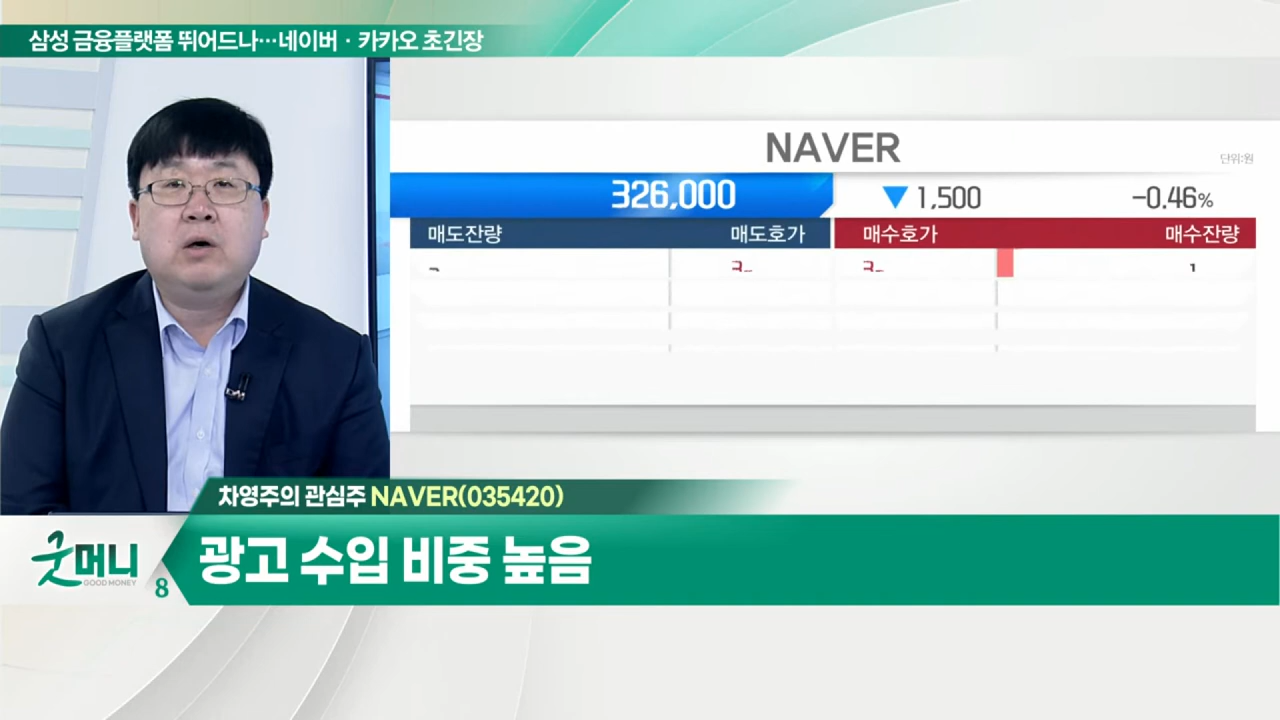 삼성 금융플랫폼 뛰어드나…네이버·카카오 초긴장
NAVER
단위:원
326,000 ▼1,500 -0.46%
매도잔량 매도호가 매수호가 매수잔량
차영주의 관심주 NAVER(035420)
굿머니
GOOD MONEY
8
광고 수입 비중 높음